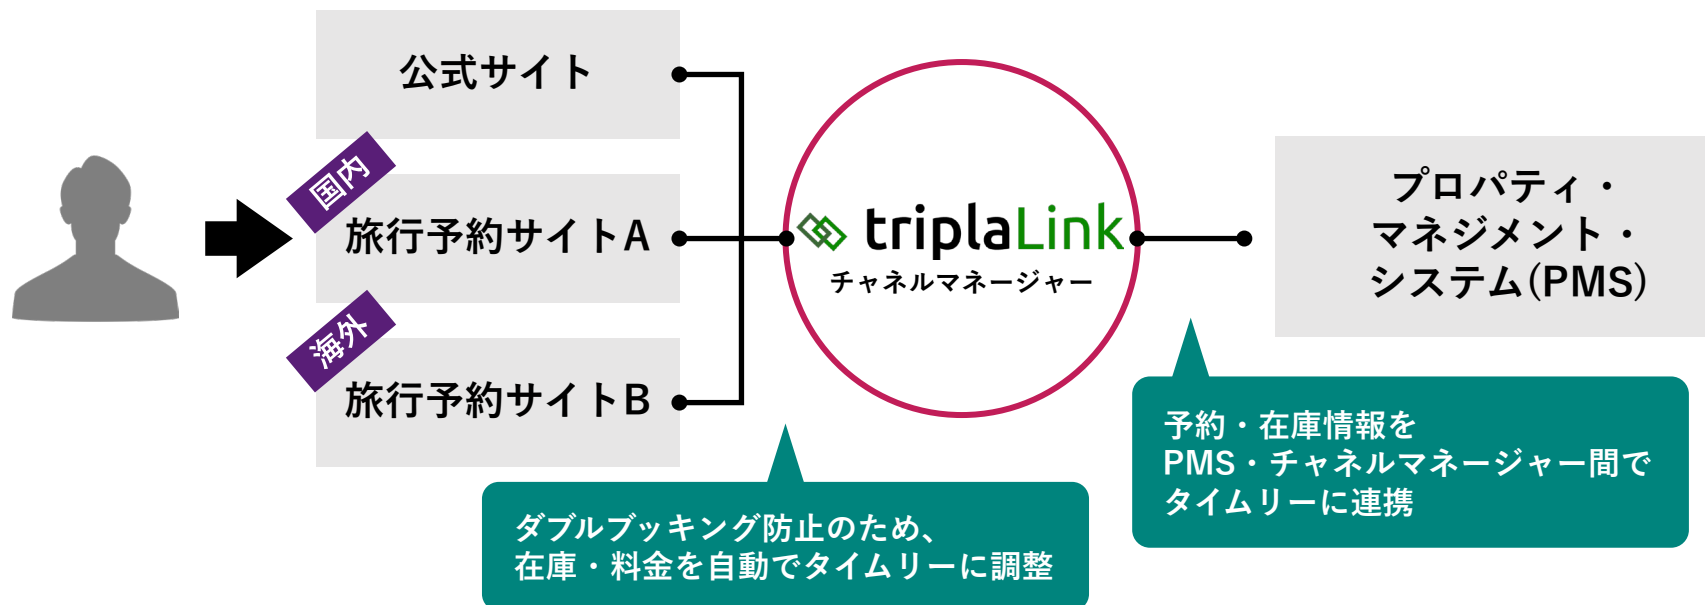 公式サイト
国内
旅行予約サイトA
海外
旅行予約サイトB
triplaLink
チャネルマネージャー
プロパティ・
マネジメント・
システム(PMS)
予約・在庫情報を
PMS・チャネルマネージャー間で
タイムリーに連携
ダブルブッキング防止のため、
在庫・料金を自動でタイムリーに調整